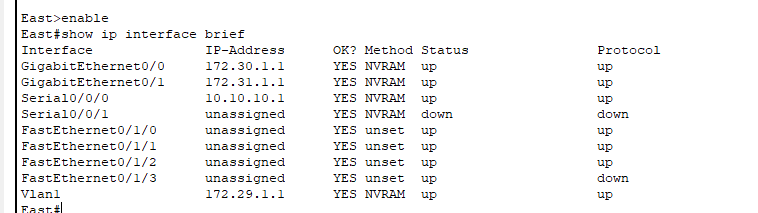 East>enable
East#show ip interface brief
Interface IP-Address OK? Method Status Protocol
GigabitEthernet0/0 172.30.1.1 YES NVRAM up up
GigabitEthernet0/1 172.31.1.1 YES NVRAM up up
Serial0/0/0 10.10.10.1 YES NVRAM up up
Serial0/0/1 unassigned YES NVRAM down down
FastEthernet0/1/0 unassigned YES unset up up
FastEthernet0/1/1 unassigned YES unset up up
FastEthernet0/1/2 unassigned YES unset up up
FastEthernet0/1/3 unassigned YES unset up down
Vlan1 172.29.1.1 YES NVRAM up up
East#